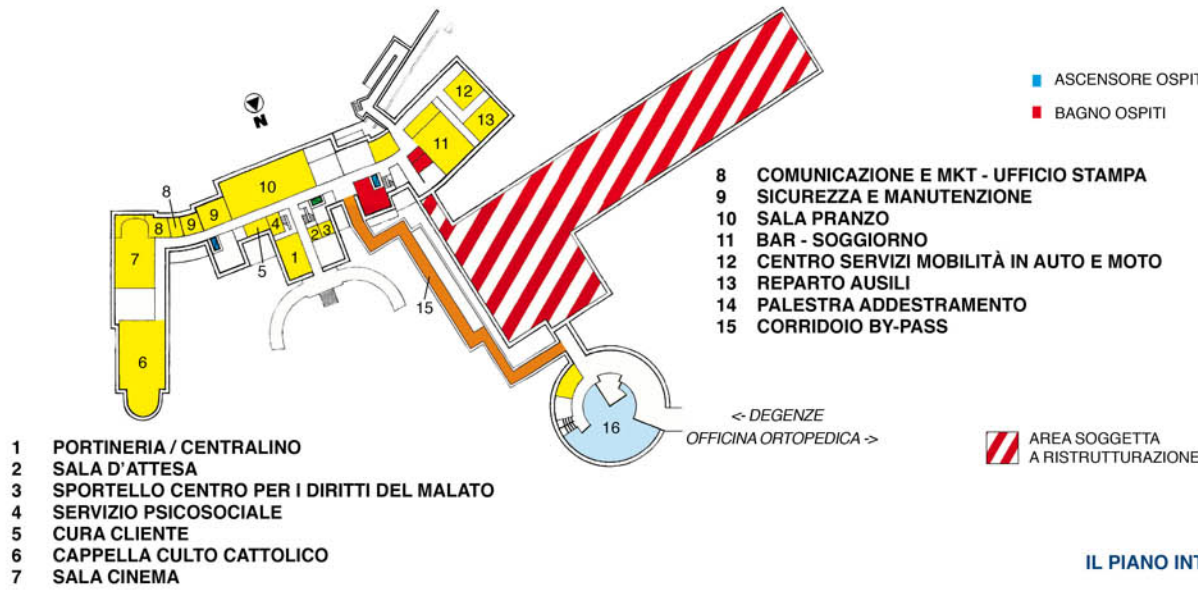 12
13
11
N
8
10
8
9
9
4
2
3
7
1
5
15
6
16
ASCENSORE OSPIT
BAGNO OSPITI
8 COMUNICAZIONE E MKT - UFFICIO STAMPA
9 SICUREZZA E MANUTENZIONE
10 SALA PRANZO
11 BAR - SOGGIORNO
12 CENTRO SERVIZI MOBILITÀ IN AUTO E MOTO
13 REPARTO AUSILI
14 PALESTRA ADDESTRAMENTO
15 CORRIDOIO BY-PASS
<- DEGENZE
OFFICINA ORTOPEDICA ->
AREA SOGGETTA
A RISTRUTTURAZIONE
1 PORTINERIA / CENTRALINO
2 SALA D'ATTESA
3 SPORTELLO CENTRO PER I DIRITTI DEL MALATO
4 SERVIZIO PSICOSOCIALE
5 CURA CLIENTE
6 CAPPELLA CULTO CATTOLICO
7 SALA CINEMA
IL PIANO INT